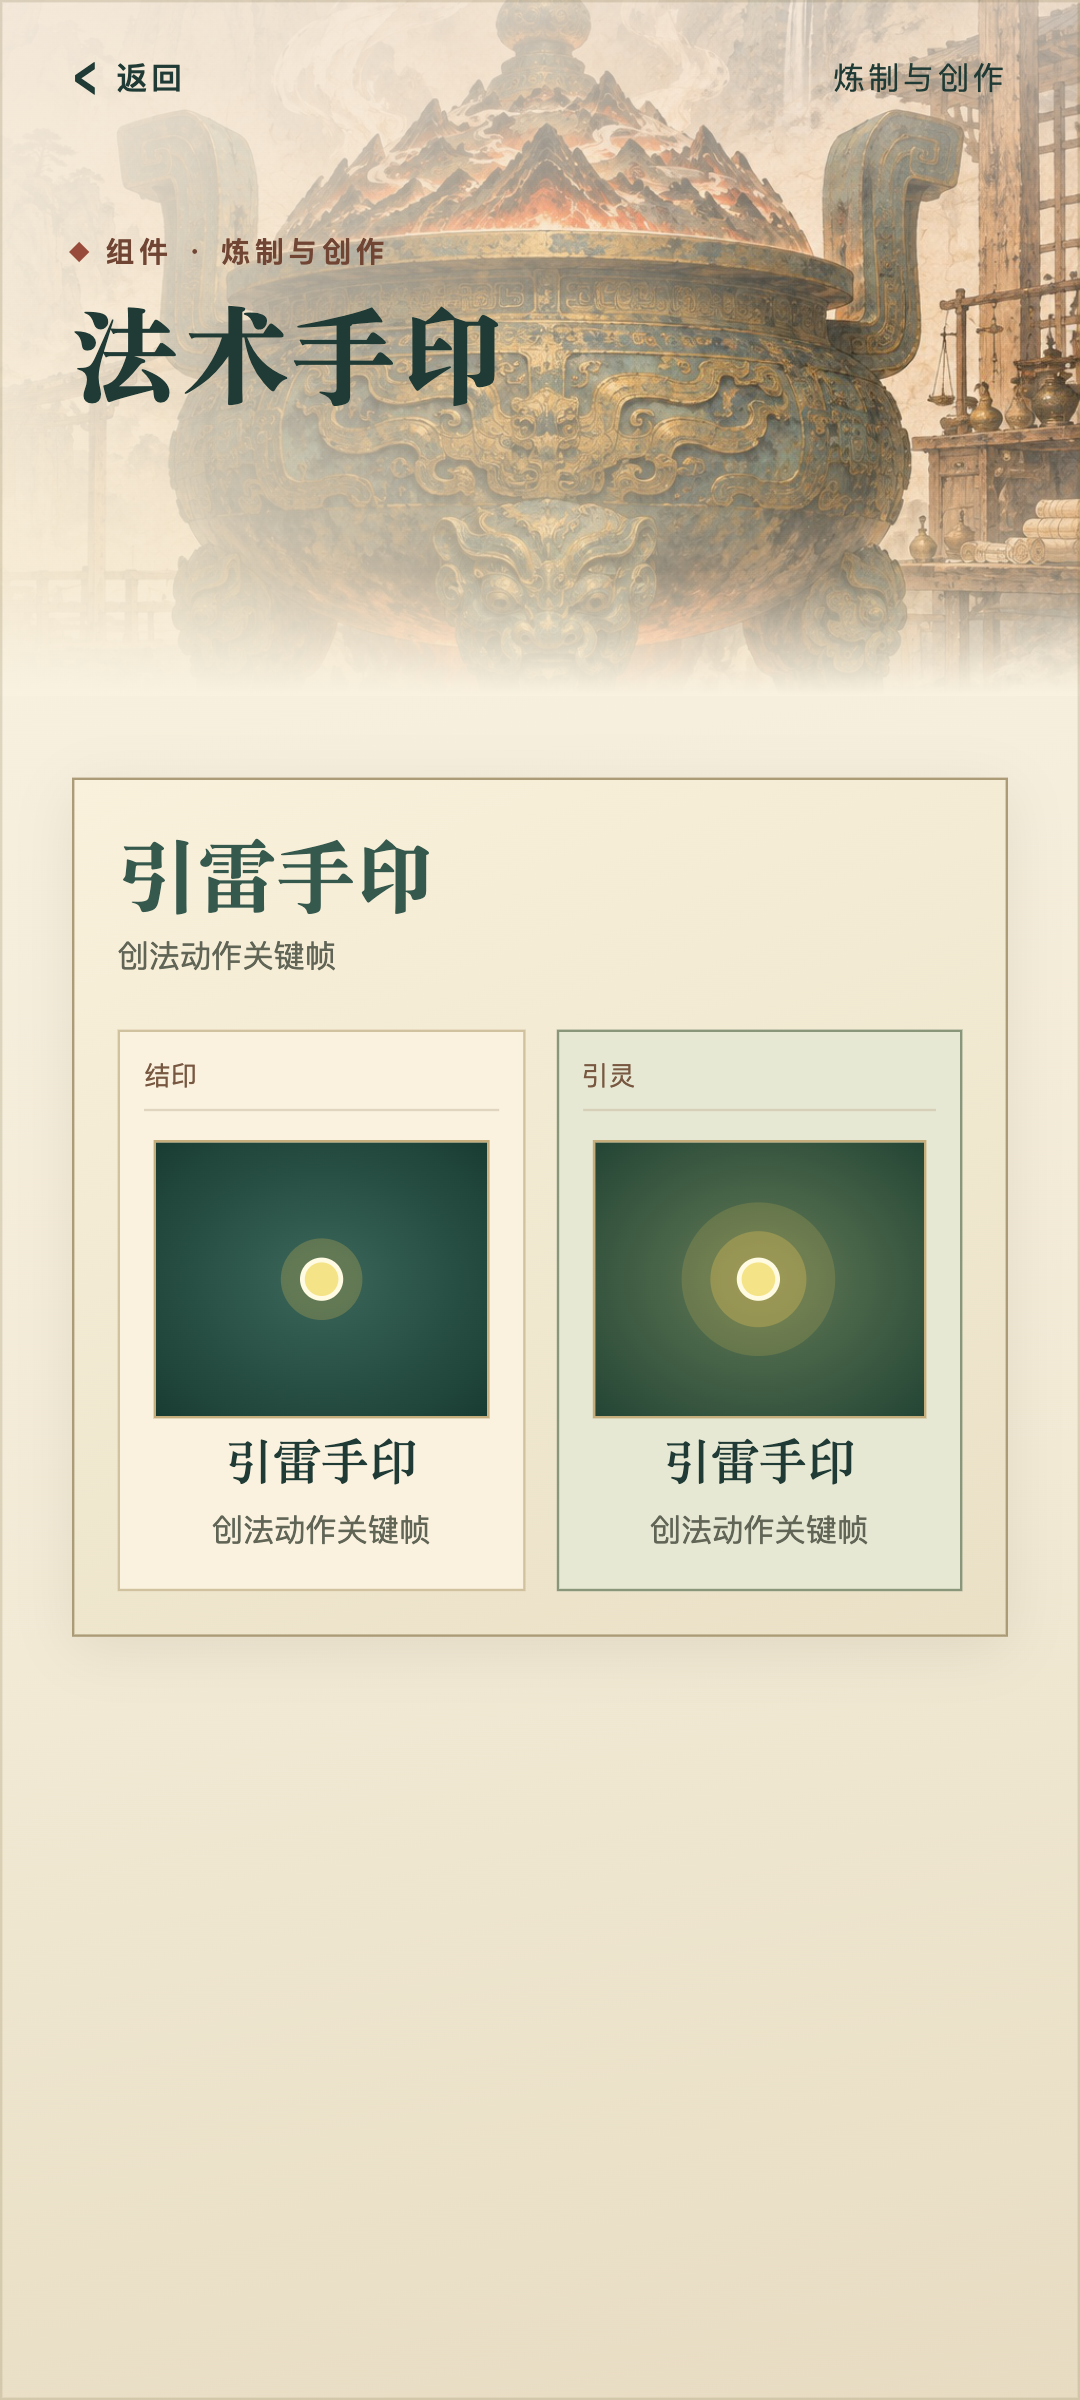 返回
炼制与创作
组件 · 炼制与创作
法术手印
引雷手印
创法动作关键帧
结印
引雷手印
创法动作关键帧
引灵
引雷手印
创法动作关键帧